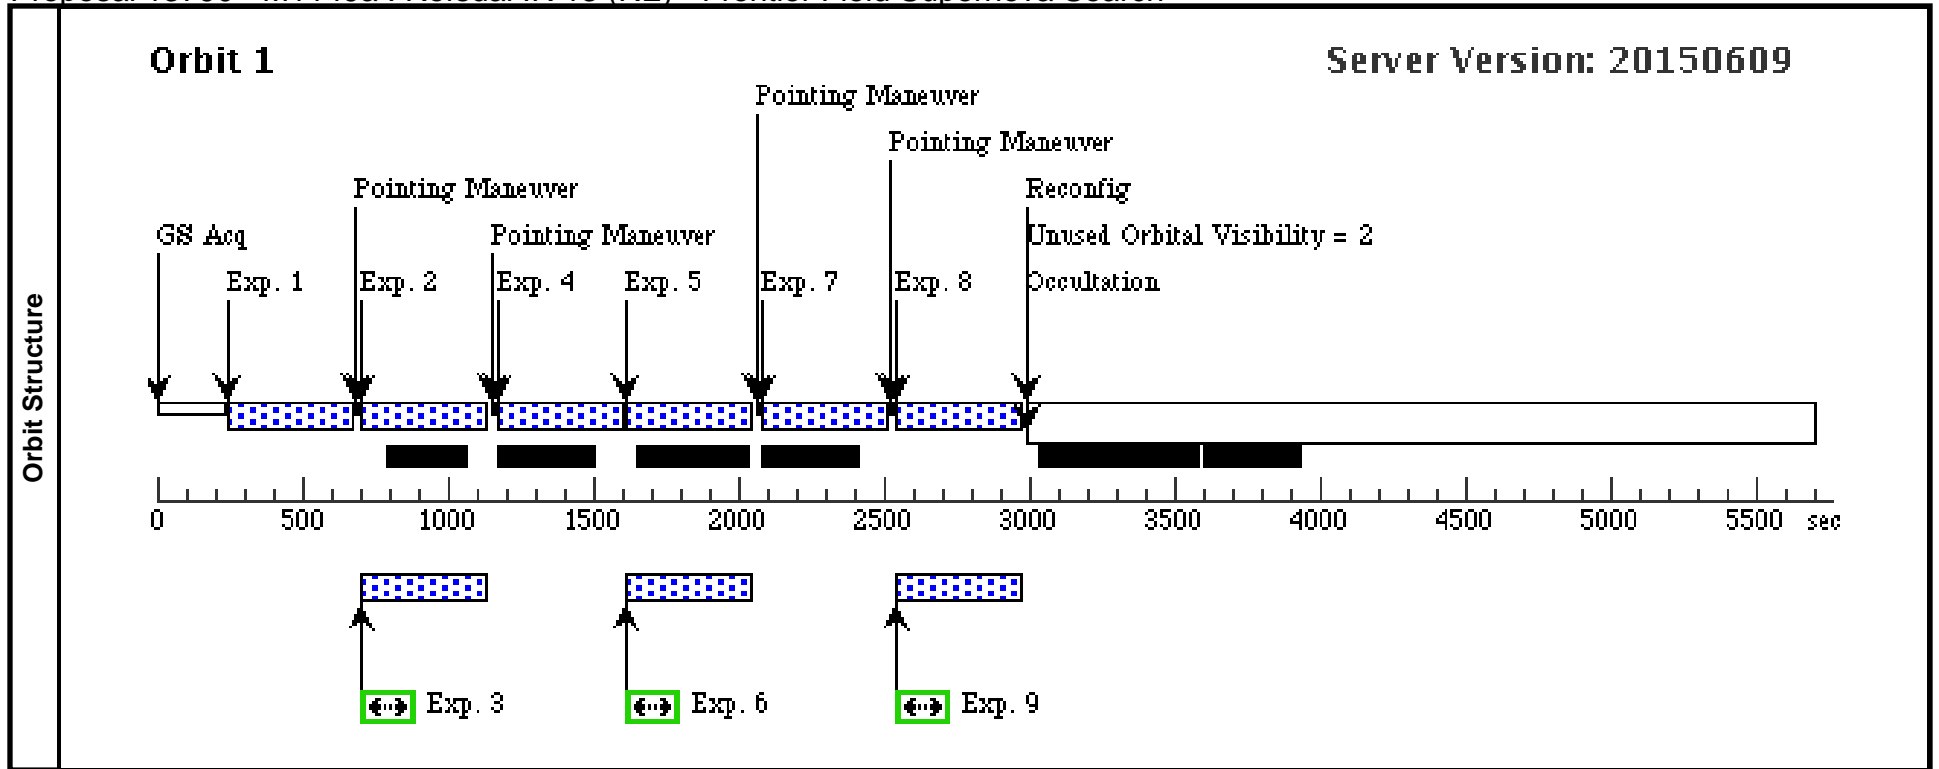 Orbit Structure
Orbit 1
Server Version: 20150609
Pointing Maneuver
Pointing Maneuver
Pointing Maneuver
Reconfig
GS Acq
Pointing Maneuver
Unused Orbital Visibility = 2
Exp. 1
Exp. 2
Exp. 4
Exp. 5
Exp. 7
Exp. 8
Occultation
0 500 1000 1500 2000 2500 3000 3500 4000 4500 5000 5500 sec
Exp. 3
Exp. 6
Exp. 9